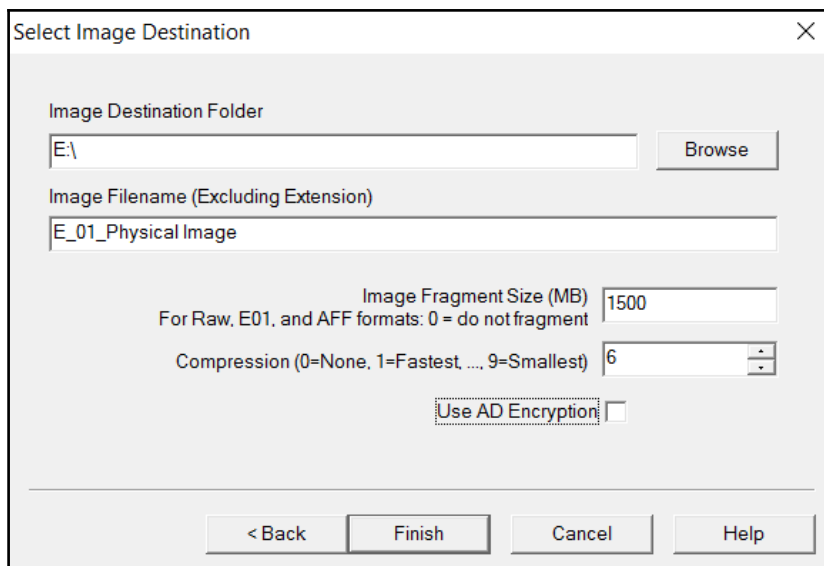 Select Image Destination
Image Destination Folder
E:\
Browse
Image Filename (Excluding Extension)
E_01_Physical Image
Image Fragment Size (MB)
For Raw, E01, and AFF formats: 0 = do not fragment
1500
Compression (0=None, 1=Fastest, ..., 9=Smallest)
6
Use AD Encryption
< Back
Finish
Cancel
Help